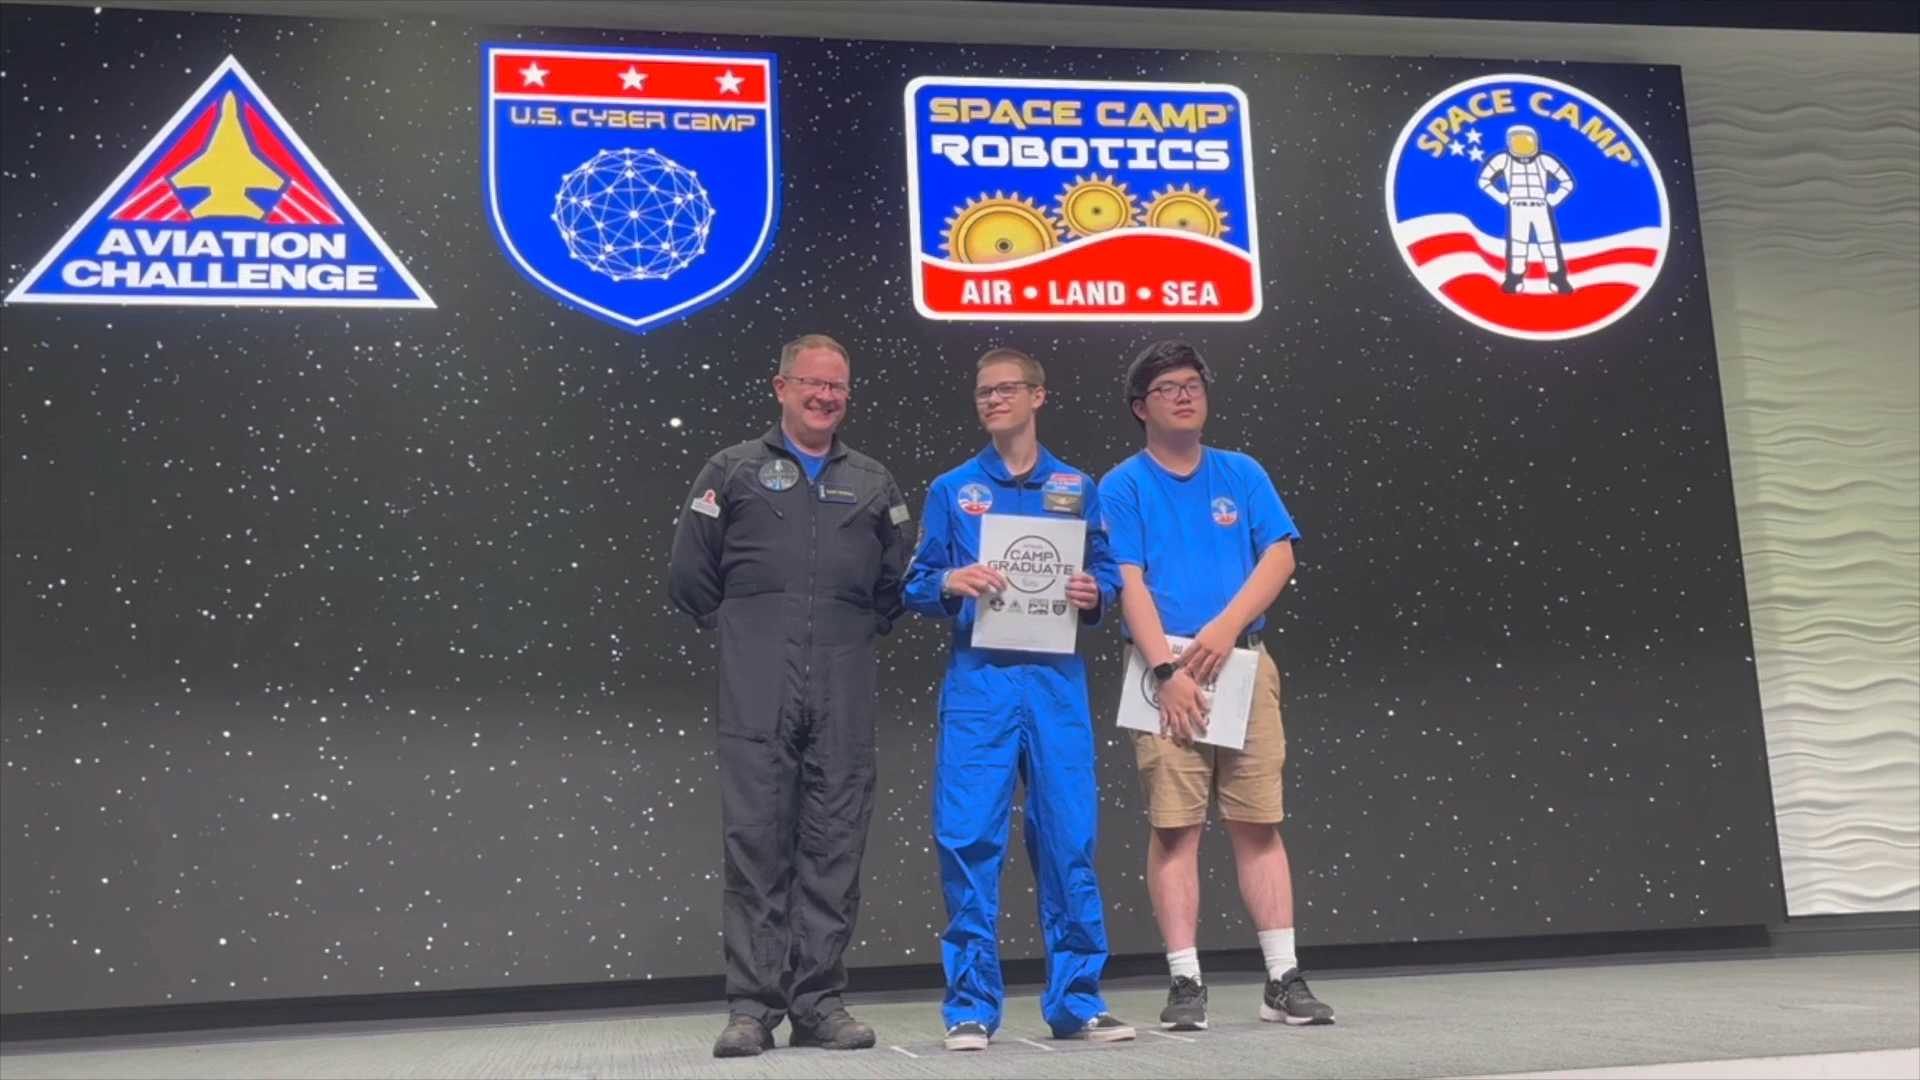 AVIATION
CHALLENGE
U.S. CYBER CAMP
SPACE CAMP®
ROBOTICS
AIR • LAND • SEA
SPACE CAMP®
CAMP
GRADUATE